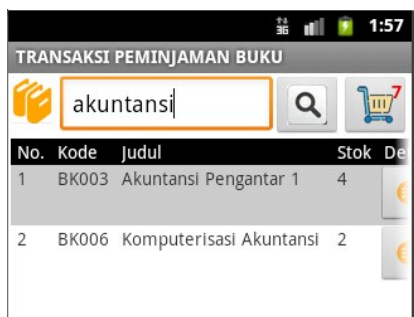 3G 1:57
TRANSAKSI PEMINJAMAN BUKU
akuntansi 7
No. Kode Judul Stok De
1 BK003 Akuntansi Pengantar 1 4
2 BK006 Komputerisasi Akuntansi 2